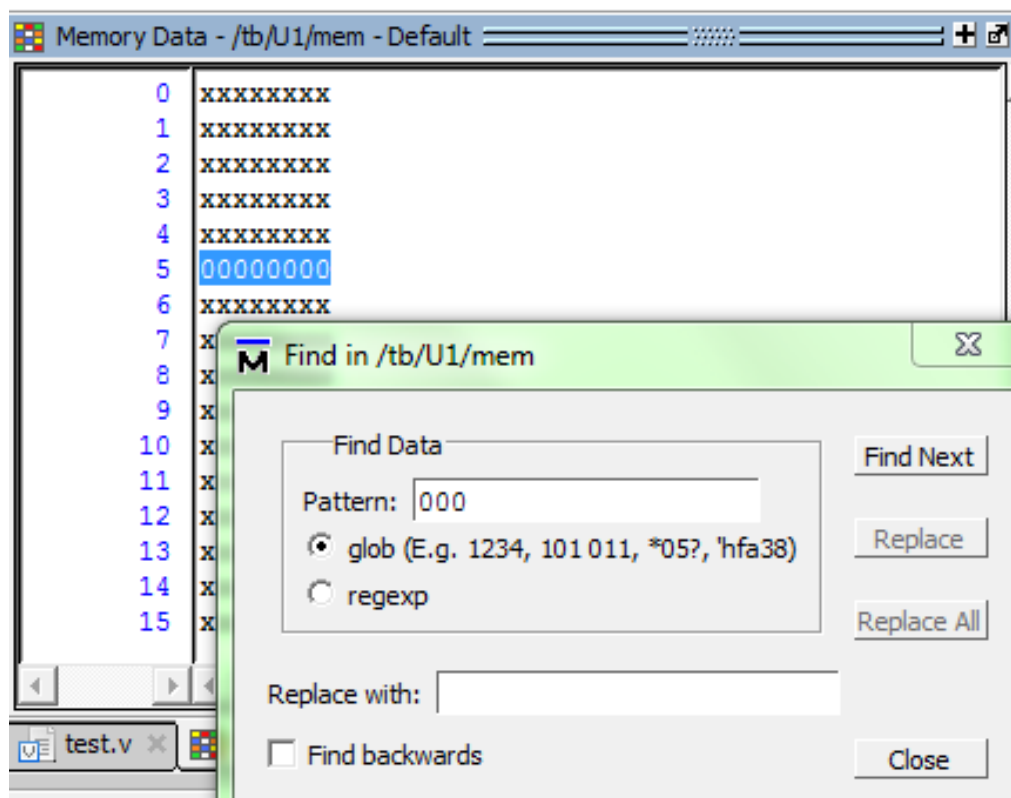 Memory Data - /tb/U1/mem - Default
0 xxxxxxxx
1 xxxxxxxx
2 xxxxxxxx
3 xxxxxxxx
4 xxxxxxxx
5 00000000
6 xxxxxxxx
7 x
8 x
9 x
10 x
11 x
12 x
13 x
14 x
15 x
Find in /tb/U1/mem
Find Data
Pattern: 000
glob (E.g. 1234, 101 011, *05?, 'hfa38)
regexp
Find Next
Replace
Replace All
Replace with:
Find backwards
Close
test.v